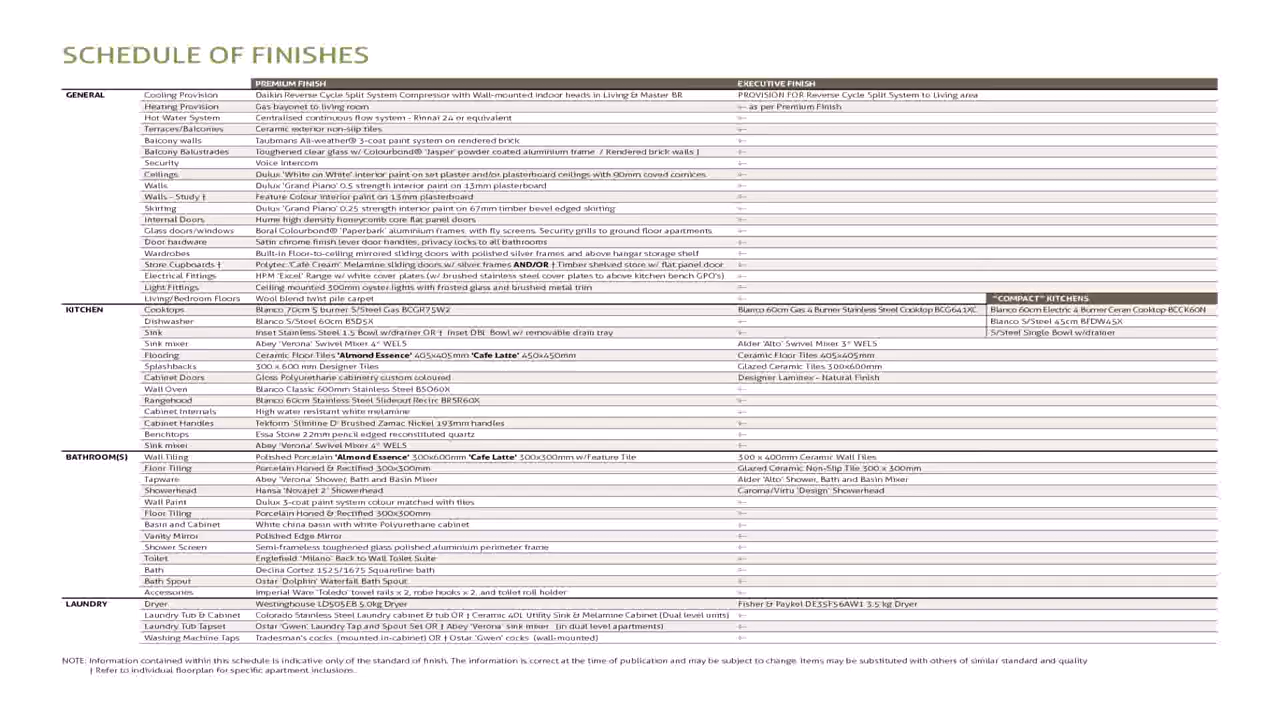 SCHEDULE OF FINISHES
PREMIUM FINISH EXECUTIVE FINISH
GENERAL Cooling Provision Daikin Reverse Cycle Split System Compressor with Wall-mounted indoor heads in Living & Master BR PROVISION FOR Reverse Cycle Split System to Living area
Heating Provision Gas bayonet to living room ← as per Premium Finish
Hot Water System Centralised continuous flow system - Rinnai 24 or equivalent ←
Terraces/Balconies Ceramic exterior non-slip tiles ←
Balcony walls Taubmans All-weather® 3-coat paint system on rendered brick ←
Balcony Balustrades Toughened clear glass w/ Colourbond® 'Jasper' powder coated aluminium frame / Rendered brick walls ] ←
Security Voice Intercom ←
Ceilings Dulux 'White on White' interior paint on set plaster and/or plasterboard ceilings with 90mm coved cornices ←
Walls Dulux 'Grand Piano' 0.5 strength interior paint on 13mm plasterboard ←
Walls - Study † Feature Colour interior paint on 13mm plasterboard ←
Skirting Dulux 'Grand Piano' 0.25 strength interior paint on 67mm timber bevel edged skirting ←
Internal Doors Hume high density honeycomb core flat panel doors ←
Glass doors/windows Boral Colourbond® 'Paperbark' aluminium frames, with fly screens. Security grills to ground floor apartments ←
Door hardware Satin chrome finish lever door handles, privacy locks to all bathrooms ←
Wardrobes Built-in Floor-to-ceiling mirrored sliding doors with polished silver frames and above hangar storage shelf ←
Store Cupboards † Polytec 'Café Cream' Melamine sliding doors w/ silver frames AND/OR † Timber shelved store w/ flat panel door ←
Electrical Fittings HPM 'Excel' Range w/ white cover plates (w/ brushed stainless steel cover plates to above kitchen bench GPO's) ←
Light Fittings Ceiling mounted 300mm oyster lights with frosted glass and brushed metal trim ←
Living/Bedroom Floors Wool blend twist pile carpet ← "COMPACT" KITCHENS
KITCHEN Cooktops Blanco 70cm 5 burner S/Steel Gas BCGR75W2 Blanco 60cm Gas 4 Burner Stainless Steel Cooktop BCG641XC Blanco 60cm Electric 4 Burner Ceran Cooktop BCCK60N
Dishwasher Blanco S/Steel 60cm BSD5X ← Blanco S/Steel 45cm BFDW45X
Sink Inset Stainless Steel 1.5 Bowl w/drainer OR † Inset DBL Bowl w/ removable drain tray ← S/Steel Single Bowl w/drainer
Sink mixer Abey 'Verona' Swivel Mixer 4* WELS Alder 'Alto' Swivel Mixer 3* WELS
Flooring Ceramic Floor Tiles 'Almond Essence' 405x405mm 'Cafe Latte' 450x450mm Ceramic Floor Tiles 405x405mm
Splashbacks 300 x 600 mm Designer Tiles Glazed Ceramic Tiles 300x600mm
Cabinet Doors Gloss Polyurethane cabinetry custom coloured Designer Laminex - Natural Finish
Wall Oven Blanco Classic 600mm Stainless Steel BSO60X ←
Rangehood Blanco 60cm Stainless Steel Slideout Recirc BRSR60X ←
Cabinet Internals High water resistant white melamine ←
Cabinet Handles Tekform 'Slimline D' Brushed Zamac Nickel 193mm handles ←
Benchtops Essa Stone 22mm pencil edged reconstituted quartz ←
Sink mixer Abey 'Verona' Swivel Mixer 4* WELS ←
BATHROOM(S) Wall Tiling Polished Porcelain 'Almond Essence' 300x600mm 'Cafe Latte' 300x300mm w/Feature Tile 300 x 400mm Ceramic Wall Tiles
Floor Tiling Porcelain Honed & Rectified 300x300mm Glazed Ceramic Non-Slip Tile 300 x 300mm
Tapware Abey 'Verona' Shower, Bath and Basin Mixer Alder 'Alto' Shower, Bath and Basin Mixer
Showerhead Hansa 'Novajet 2' Showerhead Caroma/Virtu 'Design' Showerhead
Wall Paint Dulux 3-coat paint system colour matched with tiles ←
Floor Tiling Porcelain Honed & Rectified 300x300mm ←
Basin and Cabinet White china basin with white Polyurethane cabinet ←
Vanity Mirror Polished Edge Mirror ←
Shower Screen Semi-frameless toughened glass polished aluminium perimeter frame ←
Toilet Englefield 'Milano' Back to Wall Toilet Suite ←
Bath Decina Cortez 1525/1675 Squareline bath ←
Bath Spout Ostar 'Dolphin' Waterfall Bath Spout ←
Accessories Imperial Ware 'Toledo' towel rails x 2, robe hooks x 2, and toilet roll holder ←
LAUNDRY Dryer Westinghouse LD505EB 5.0kg Dryer Fisher & Paykel DE35F56AW1 3.5 kg Dryer
Laundry Tub & Cabinet Colorado Stainless Steel Laundry cabinet & tub OR † Ceramic 40L Utility Sink & Melamine Cabinet (Dual level units) ←
Laundry Tub Tapset Ostar 'Gwen' Laundry Tap and Spout Set OR † Abey 'Verona' sink mixer (in dual level apartments) ←
Washing Machine Taps Tradesman's cocks (mounted in-cabinet) OR † Ostar 'Gwen' cocks (wall-mounted) ←
NOTE: Information contained within this schedule is indicative only of the standard of finish. The information is correct at the time of publication and may be subject to change. Items may be substituted with others of similar standard and quality
† Refer to individual floorplan for specific apartment inclusions.